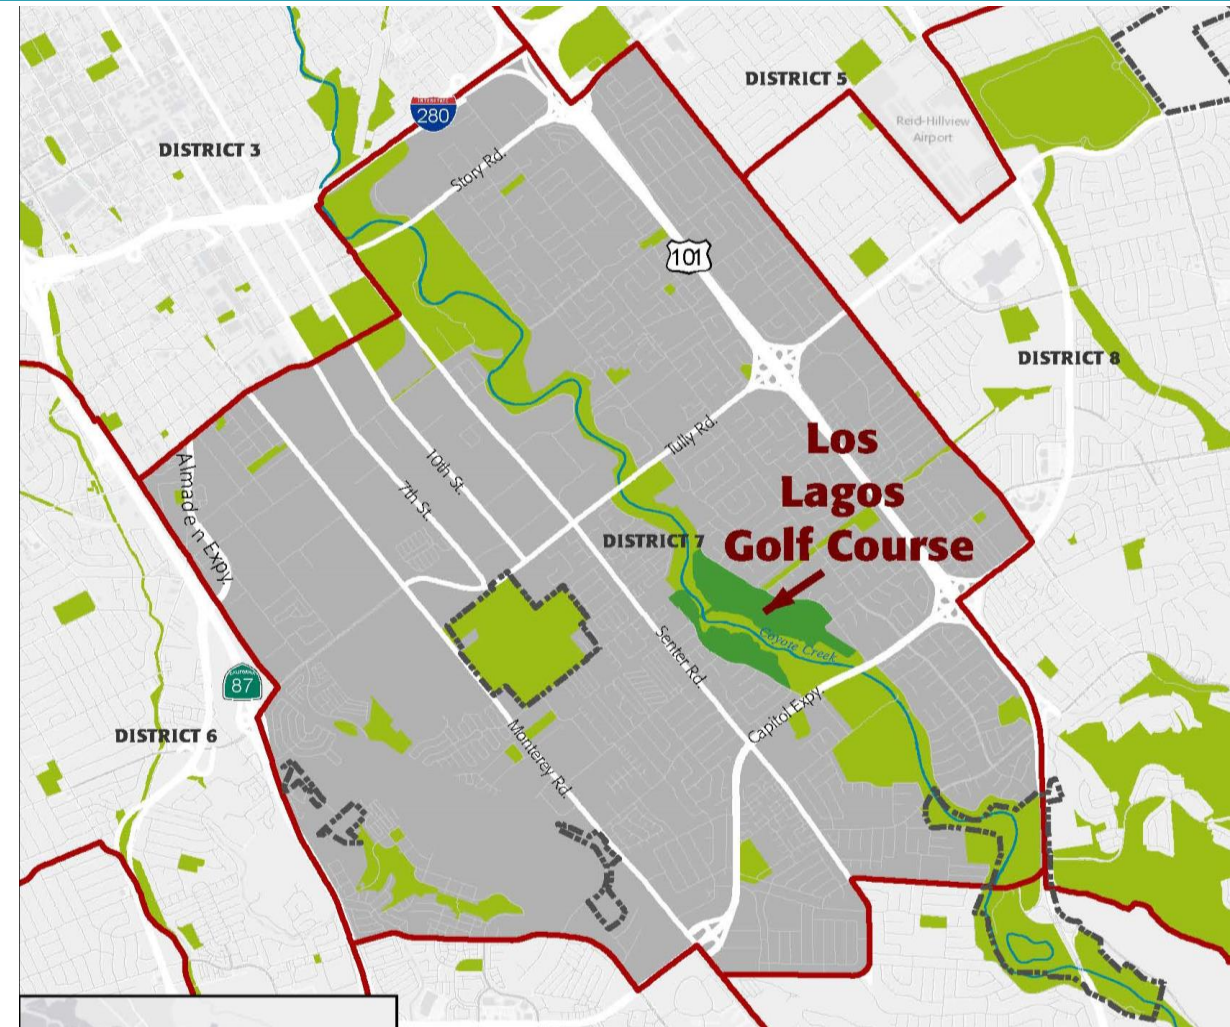 DISTRICT 5
Reid-Hillview
Airport
INTERSTATE
280
DISTRICT 3
Story Rd.
101
DISTRICT 8
Tully Rd.
Los
Lagos
Golf Course
Almaden Expy.
10th St.
7th St.
DISTRICT 7
Coyote Creek
Senter Rd.
CALIFORNIA
87
Capitol Expy.
DISTRICT 6
Monterey Rd.